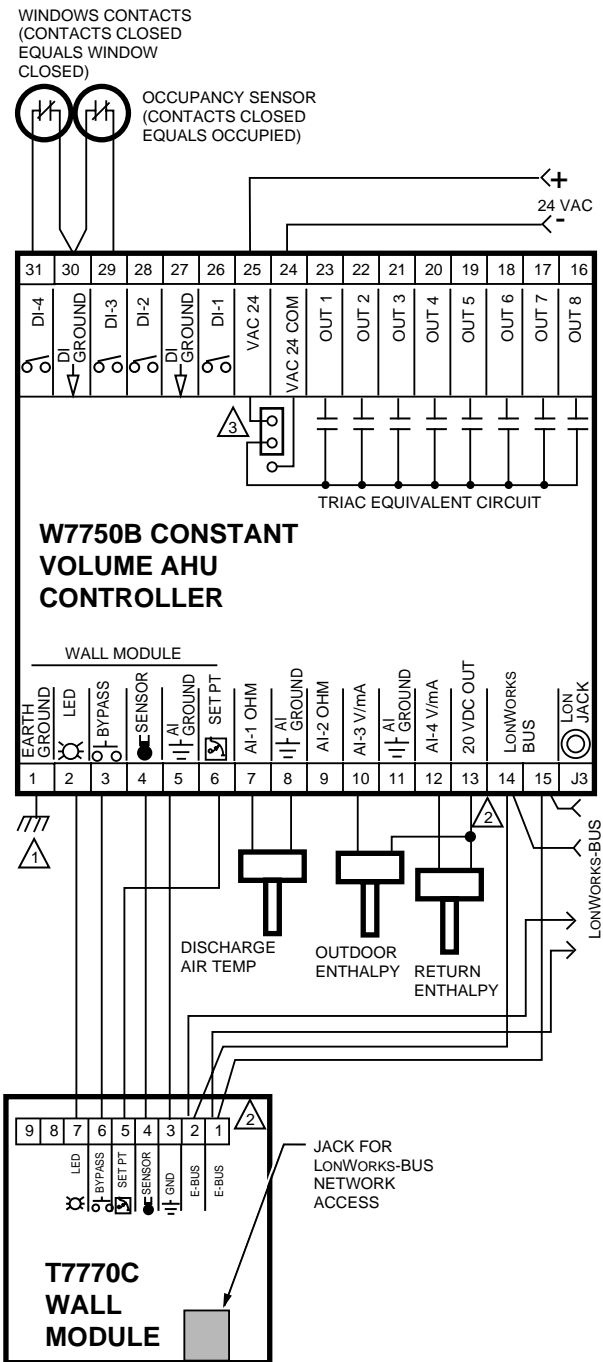 WINDOWS CONTACTS
(CONTACTS CLOSED
EQUALS WINDOW
CLOSED)
OCCUPANCY SENSOR
(CONTACTS CLOSED
EQUALS OCCUPIED)
+
24 VAC
-
31 30 29 28 27 26 25 24 23 22 21 20 19 18 17 16
DI-4
DI
GROUND
DI-3
DI-2
DI
GROUND
DI-1
VAC 24
VAC 24 COM
OUT 1
OUT 2
OUT 3
OUT 4
OUT 5
OUT 6
OUT 7
OUT 8
3
TRIAC EQUIVALENT CIRCUIT
W7750B CONSTANT
VOLUME AHU
CONTROLLER
WALL MODULE
EARTH
GROUND
LED
BYPASS
SENSOR
AI
GROUND
SET PT
AI-1 OHM
AI
GROUND
AI-2 OHM
AI-3 V/mA
AI
GROUND
AI-4 V/mA
20 VDC OUT
LONWORKS
BUS
LON
JACK
1 2 3 4 5 6 7 8 9 10 11 12 13 14 15 J3
1
2
LONWORKS-BUS
DISCHARGE
AIR TEMP
OUTDOOR
ENTHALPY
RETURN
ENTHALPY
9 8 7 6 5 4 3 2 1
2
LED
BYPASS
SET PT
SENSOR
GND
E-BUS
E-BUS
JACK FOR
LONWORKS-BUS
NETWORK
ACCESS
T7770C
WALL
MODULE